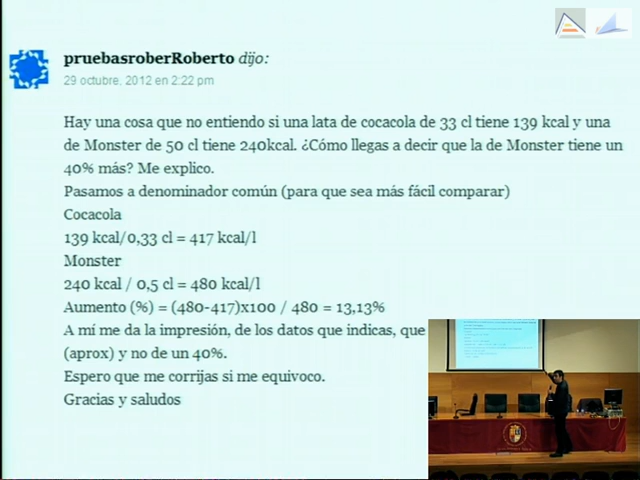 pruebasroberRoberto dijo:
29 octubre, 2012 en 2:22 pm
Hay una cosa que no entiendo si una lata de cocacola de 33 cl tiene 139 kcal y una
de Monster de 50 cl tiene 240kcal. ¿Cómo llegas a decir que la de Monster tiene un
40% más? Me explico.
Pasamos a denominador común (para que sea más fácil comparar)
Cocacola
139 kcal/0,33 cl = 417 kcal/l
Monster
240 kcal / 0,5 cl = 480 kcal/l
Aumento (%) = (480-417)x100 / 480 = 13,13%
A mí me da la impresión, de los datos que indicas, que
(aprox) y no de un 40%.
Espero que me corrijas si me equivoco.
Gracias y saludos